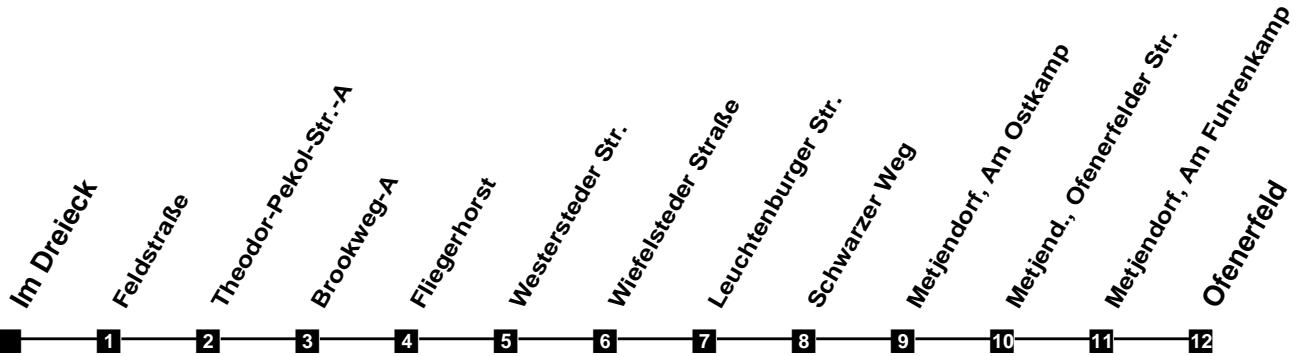 Im Dreieck
Feldstraße
Theodor-Pekol-Str.-A
Brookweg-A
Fliegerhorst
Westersteder Str.
Wiefelsteder Straße
Leuchtenburger Str.
Schwarzer Weg
Metjendorf, Am Ostkamp
Metjend., Ofenerfelder Str.
Metjendorf, Am Fuhrenkamp
Ofenerfeld
1 2 3 4 5 6 7 8 9 10 11 12